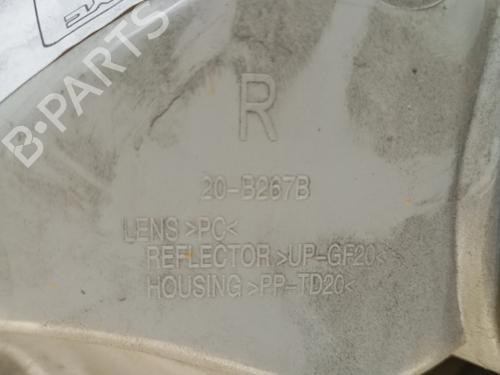 B-PARTS
R
20-B267B
LENS >PC<
REFLECTOR >UP-GF20<
HOUSING >PP-TD20<